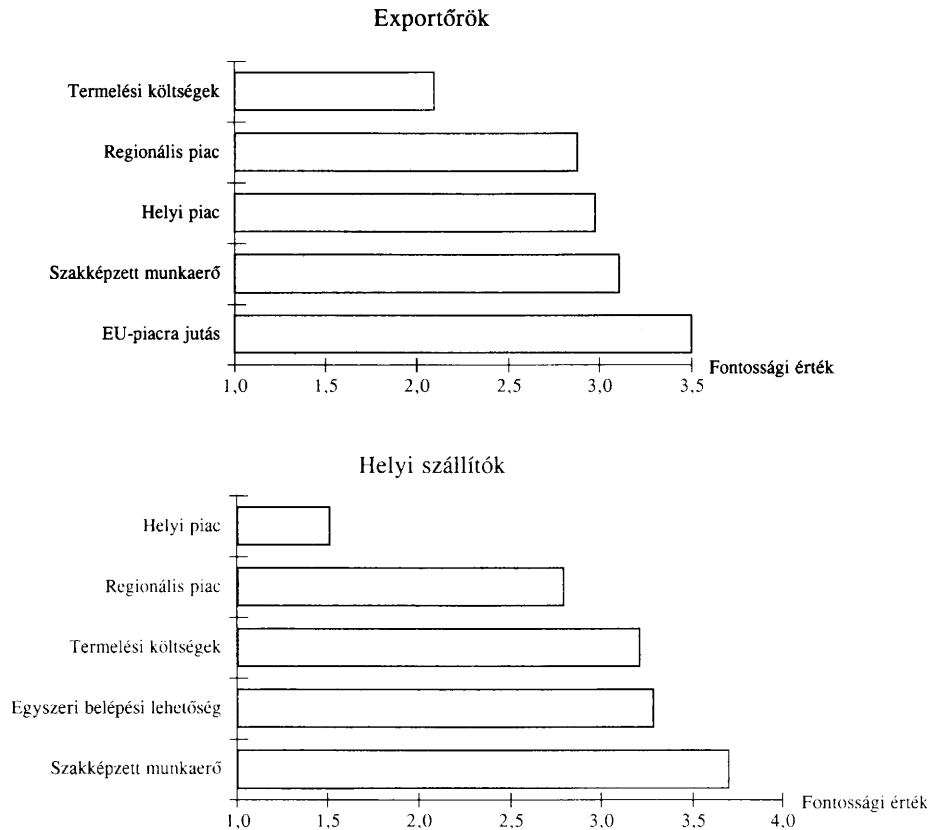 Exportőrök
Termelési költségek
Regionális piac
Helyi piac
Szakképzett munkaerő
EU-piacra jutás
Fontossági érték
1,0 1,5 2,0 2,5 3,0 3,5
Helyi szállítók
Helyi piac
Regionális piac
Termelési költségek
Egyszeri belépési lehetőség
Szakképzett munkaerő
Fontossági érték
1,0 1,5 2,0 2,5 3,0 3,5 4,0